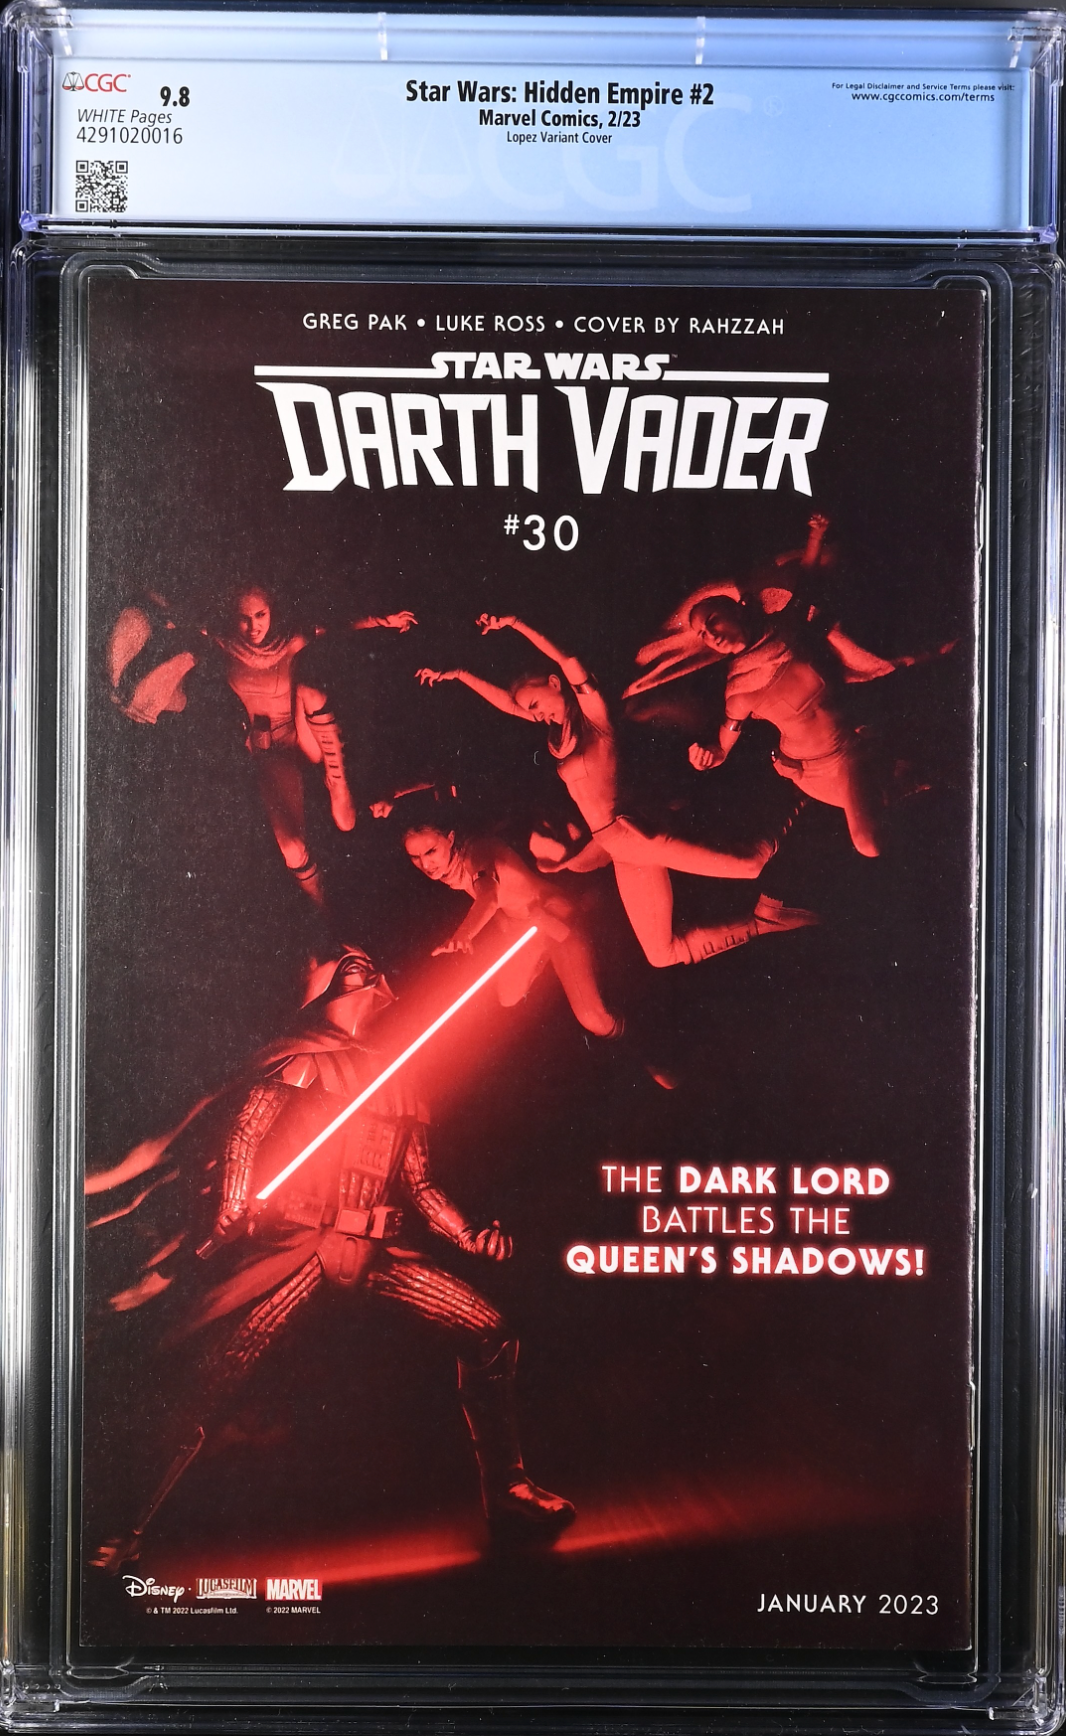 CGC
9.8
WHITE Pages
4291020016
Star Wars: Hidden Empire #2
Marvel Comics, 2/23
Lopez Variant Cover
For Legal Disclaimer and Service Terms please visit:
www.cgccomics.com/terms
CGC
GREG PAK • LUKE ROSS • COVER BY RAHZZAH
STAR WARS™
DARTH VADER
#30
THE DARK LORD
BATTLES THE
QUEEN'S SHADOWS!
DISNEY · LUCASFILM MARVEL
© & TM 2022 Lucasfilm Ltd. © 2022 MARVEL
JANUARY 2023